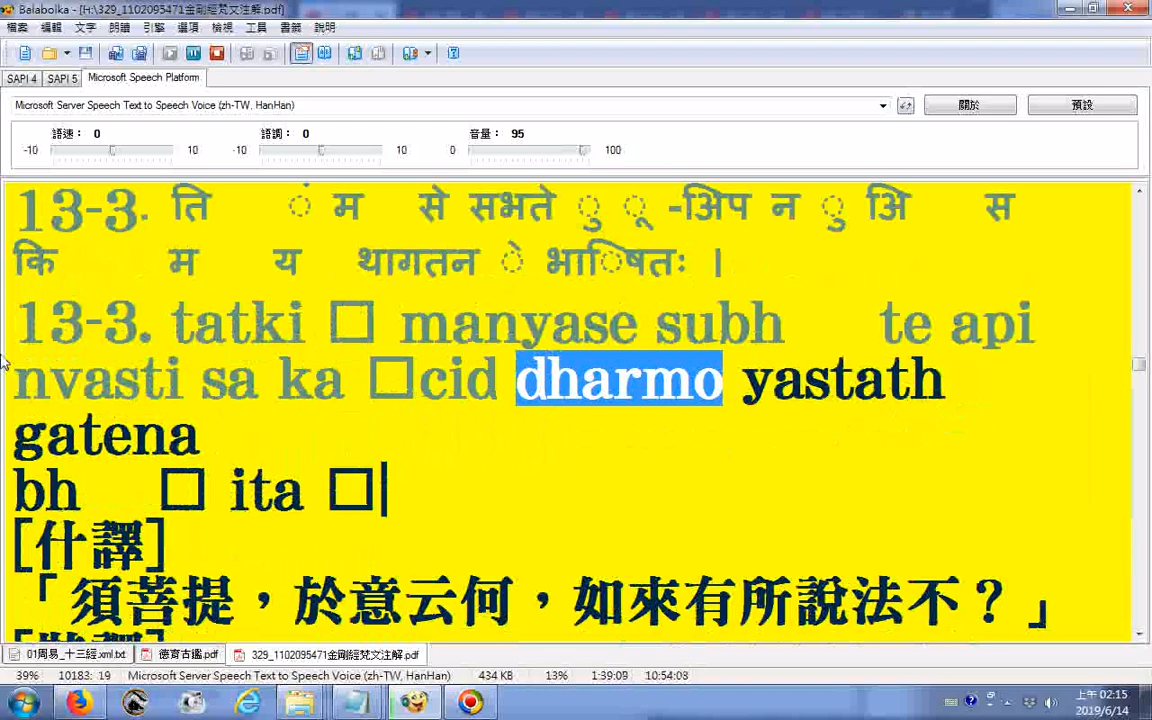 Balabolka - [H:\329_1102095471金剛經梵文注解.pdf]
檔案 編輯 文字 朗讀 引擎 選項 檢視 工具 書籤 說明
SAPI 4 SAPI 5 Microsoft Speech Platform
Microsoft Server Speech Text to Speech Voice (zh-TW, HanHan) 關於 預設
語速: 0 語調: 0 音量: 95
-10 10 -10 10 0 100
13-3. ति ं म से सभते ु ू -अिप न ु अि स
कि म य थागतन े भािषतः ।
13-3. tatki □ manyase subh te api
nvasti sa ka □cid dharmo yastath
gatena
bh □ ita □
[什譯]
「須菩提，於意云何，如來有所說法不？」
01周易_十三經.xml.txt 德育古鑑.pdf 329_1102095471金剛經梵文注解.pdf
39% 10183: 19 Microsoft Server Speech Text to Speech Voice (zh-TW, HanHan) 434 KB 13% 1:39:09 10:54:03
上午 02:15
2019/6/14